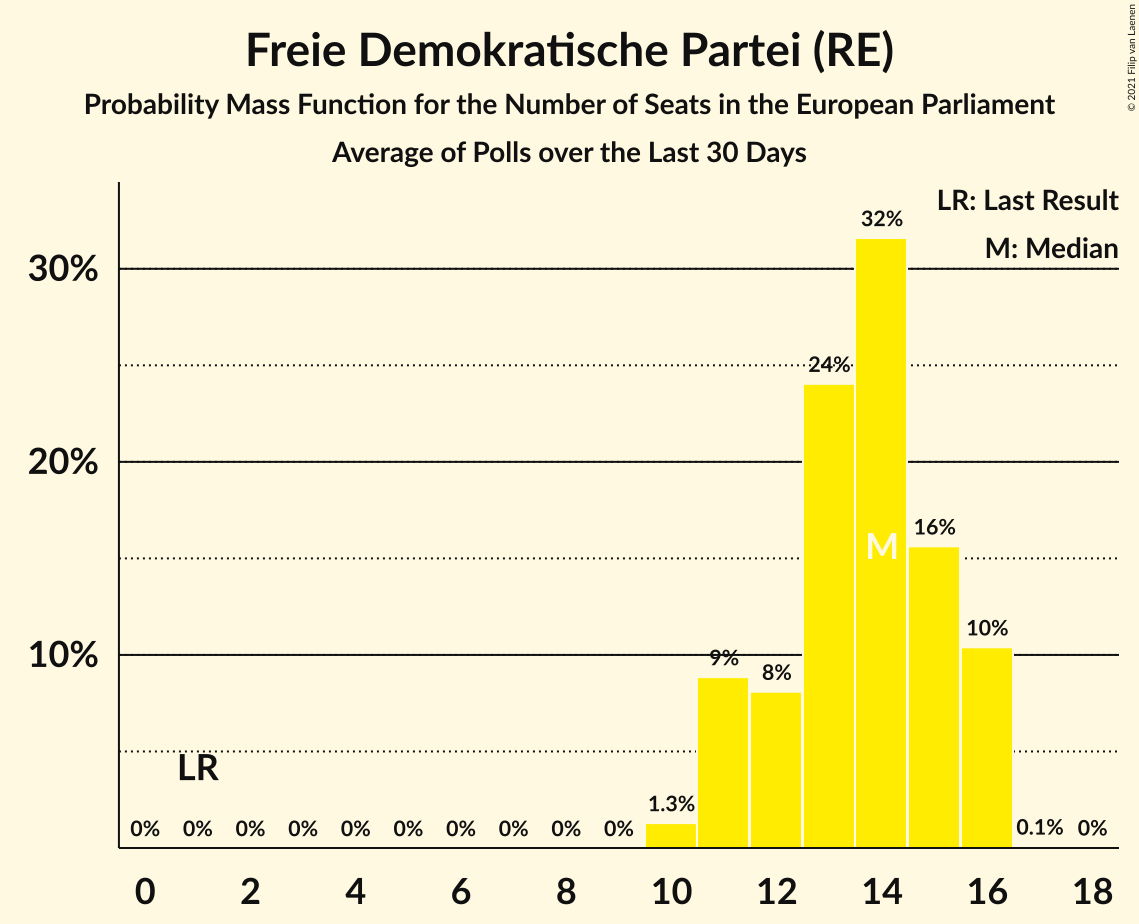 Freie Demokratische Partei (RE)
Probability Mass Function for the Number of Seats in the European Parliament
Average of Polls over the Last 30 Days
© 2021 Filip van Laenen
LR: Last Result
M: Median
30%
20%
10%
32%
24%
M
16%
10%
9%
8%
LR
1.3%
0% 0% 0% 0% 0% 0% 0% 0% 0% 0% 0.1% 0%
0 2 4 6 8 10 12 14 16 18